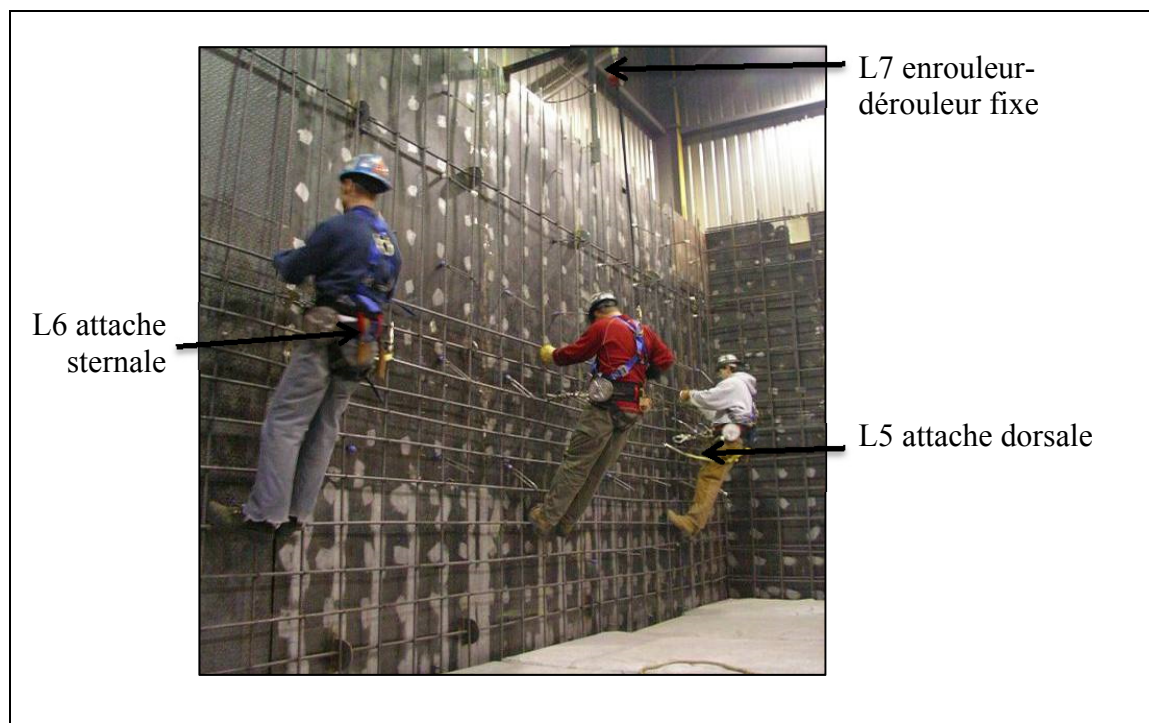 L7 enrouleur-
dérouleur fixe
L6 attache
sternale
L5 attache dorsale